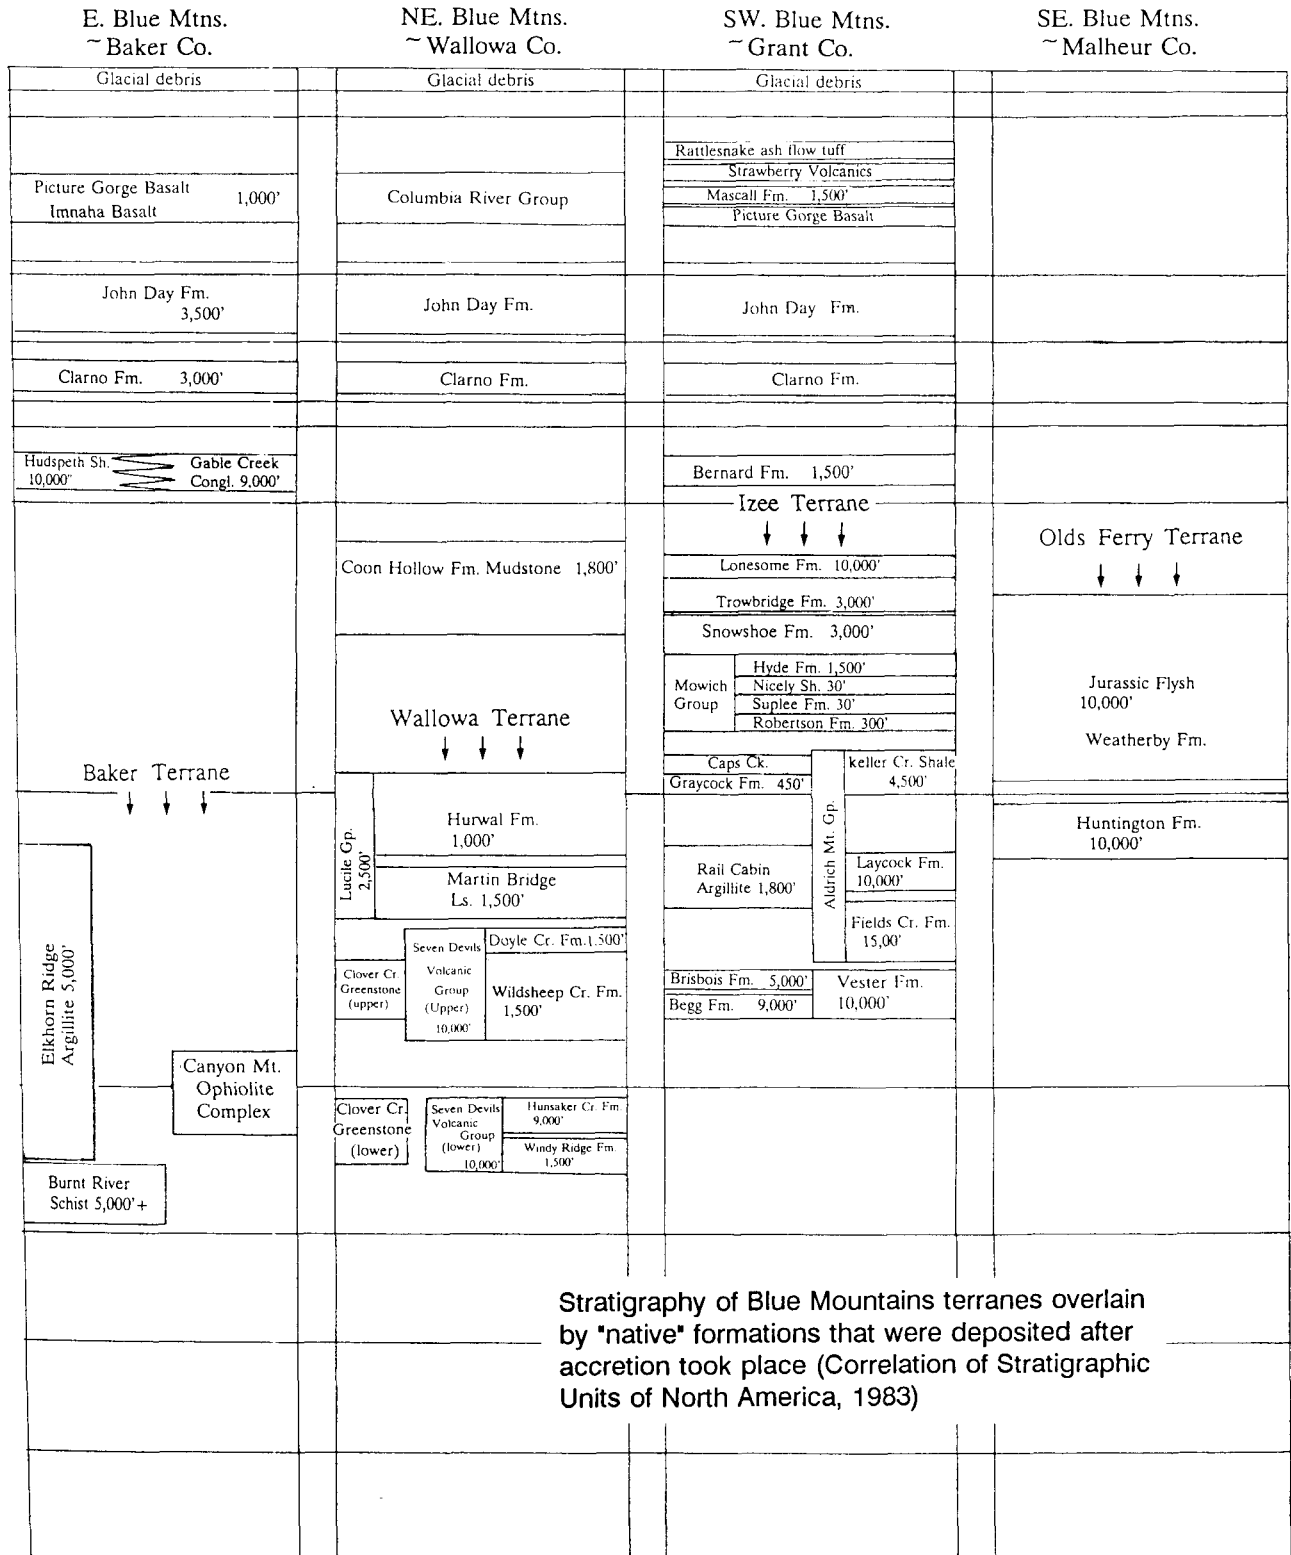 E. Blue Mtns.
~Baker Co.
NE. Blue Mtns.
~Wallowa Co.
SW. Blue Mtns.
~Grant Co.
SE. Blue Mtns.
~Malheur Co.
Glacial debris
Picture Gorge Basalt 1,000'
Imnaha Basalt
John Day Fm.
3,500'
Clarno Fm. 3,000'
Hudspeth Sh.
10,000"
Gable Creek
Congl. 9,000'
Baker Terrane
Elkhorn Ridge
Argillite 5,000'
Canyon Mt.
Ophiolite
Complex
Burnt River
Schist 5,000'+
Glacial debris
Columbia River Group
John Day Fm.
Clarno Fm.
Coon Hollow Fm. Mudstone 1,800'
Wallowa Terrane
Lucile Gp.
2,500'
Hurwal Fm.
1,000'
Martin Bridge
Ls. 1,500'
Clover Cr.
Greenstone
(upper)
Seven Devils
Volcanic
Group
(Upper)
10,000'
Doyle Cr. Fm.1,500'
Wildsheep Cr. Fm.
1,500'
Clover Cr.
Greenstone
(lower)
Seven Devils
Volcanic
Group
(lower)
10,000'
Hunsaker Cr. Fm.
9,000'
Windy Ridge Fm.
1,500'
Glacial debris
Rattlesnake ash flow tuff
Strawberry Volcanics
Mascall Fm. 1,500'
Picture Gorge Basalt
John Day Fm.
Clarno Fm.
Bernard Fm. 1,500'
Izee Terrane
Lonesome Fm. 10,000'
Trowbridge Fm. 3,000'
Snowshoe Fm. 3,000'
Mowich
Group
Hyde Fm. 1,500'
Nicely Sh. 30'
Suplee Fm. 30'
Robertson Fm. 300'
Caps Ck.
Graycock Fm. 450'
Rail Cabin
Argillite 1,800'
Aldrich Mt. Gp.
keller Cr. Shale
4,500'
Laycock Fm.
10,000'
Fields Cr. Fm.
15,00'
Brisbois Fm. 5,000'
Begg Fm. 9,000'
Vester Fm.
10,000'
Olds Ferry Terrane
Jurassic Flysh
10,000'
Weatherby Fm.
Huntington Fm.
10,000'
Stratigraphy of Blue Mountains terranes overlain
by "native" formations that were deposited after
accretion took place (Correlation of Stratigraphic
Units of North America, 1983)